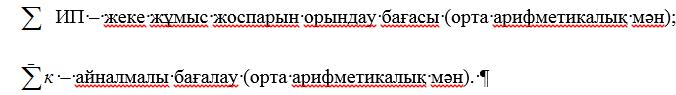 ∑ ИП – жеке жұмыс жоспарын орындау бағасы (орта арифметикалық мән);
∑̄ к – айналмалы бағалау (орта арифметикалық мән). ¶